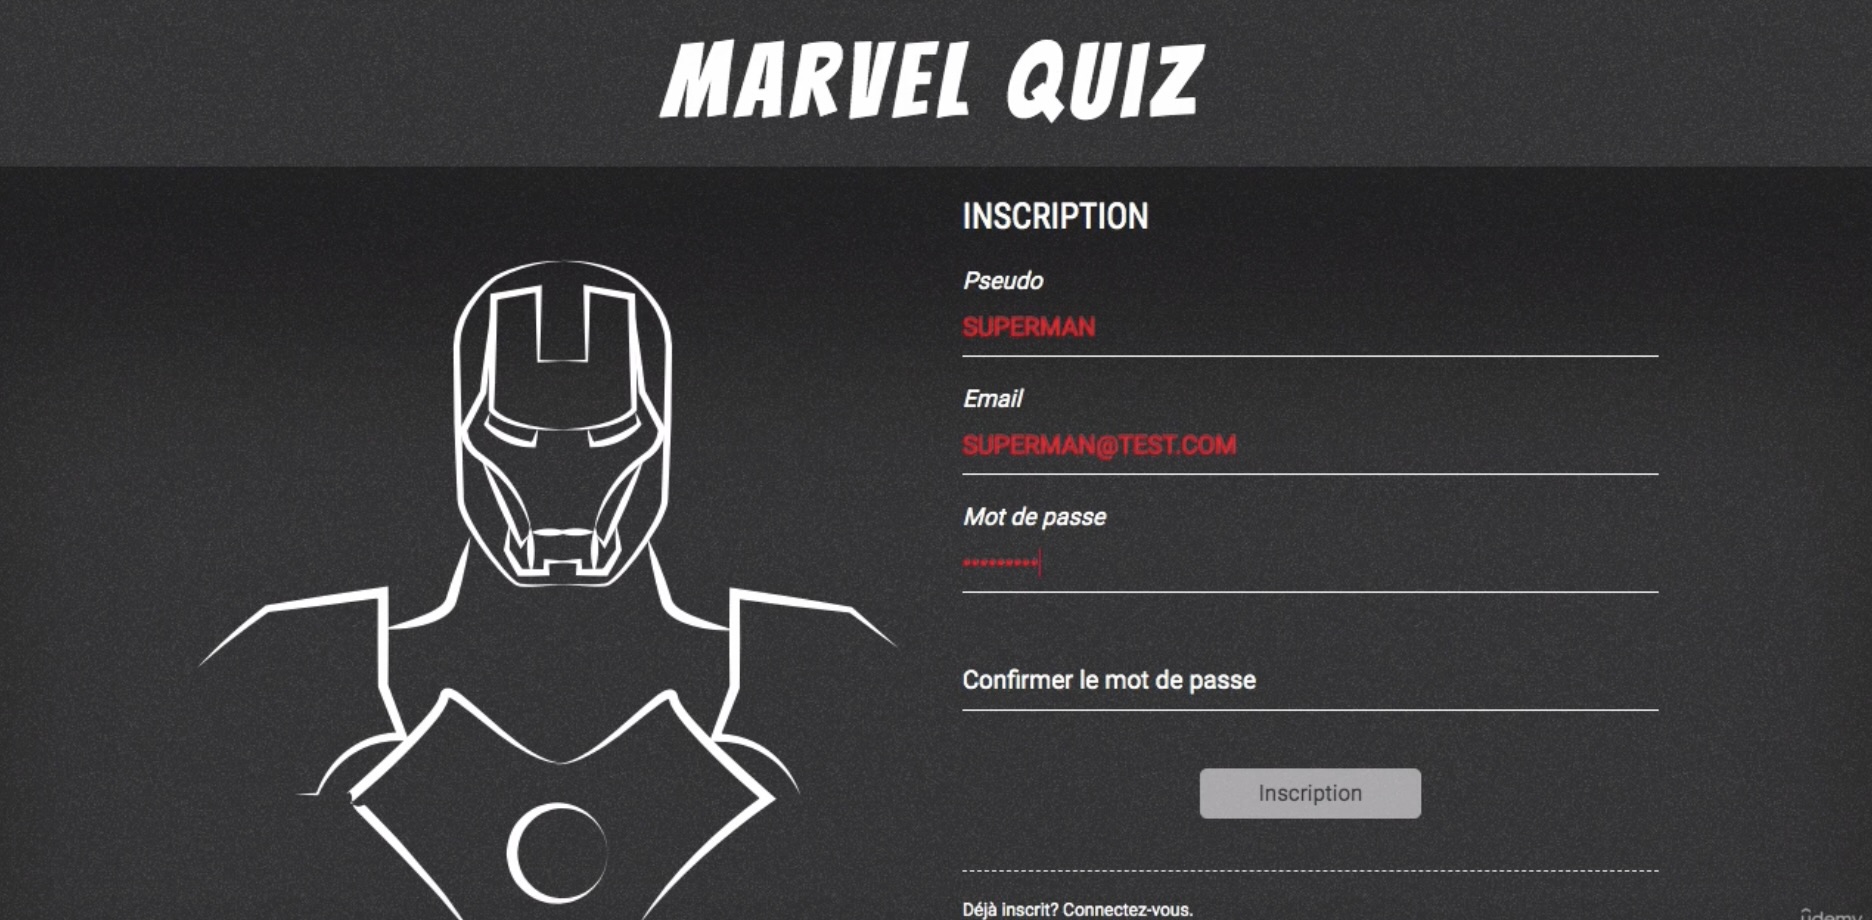 MARVEL QUIZ
INSCRIPTION
Pseudo
SUPERMAN
Email
SUPERMAN@TEST.COM
Mot de passe
•••••••••
Confirmer le mot de passe
Inscription
Déjà inscrit? Connectez-vous.
ûdemy